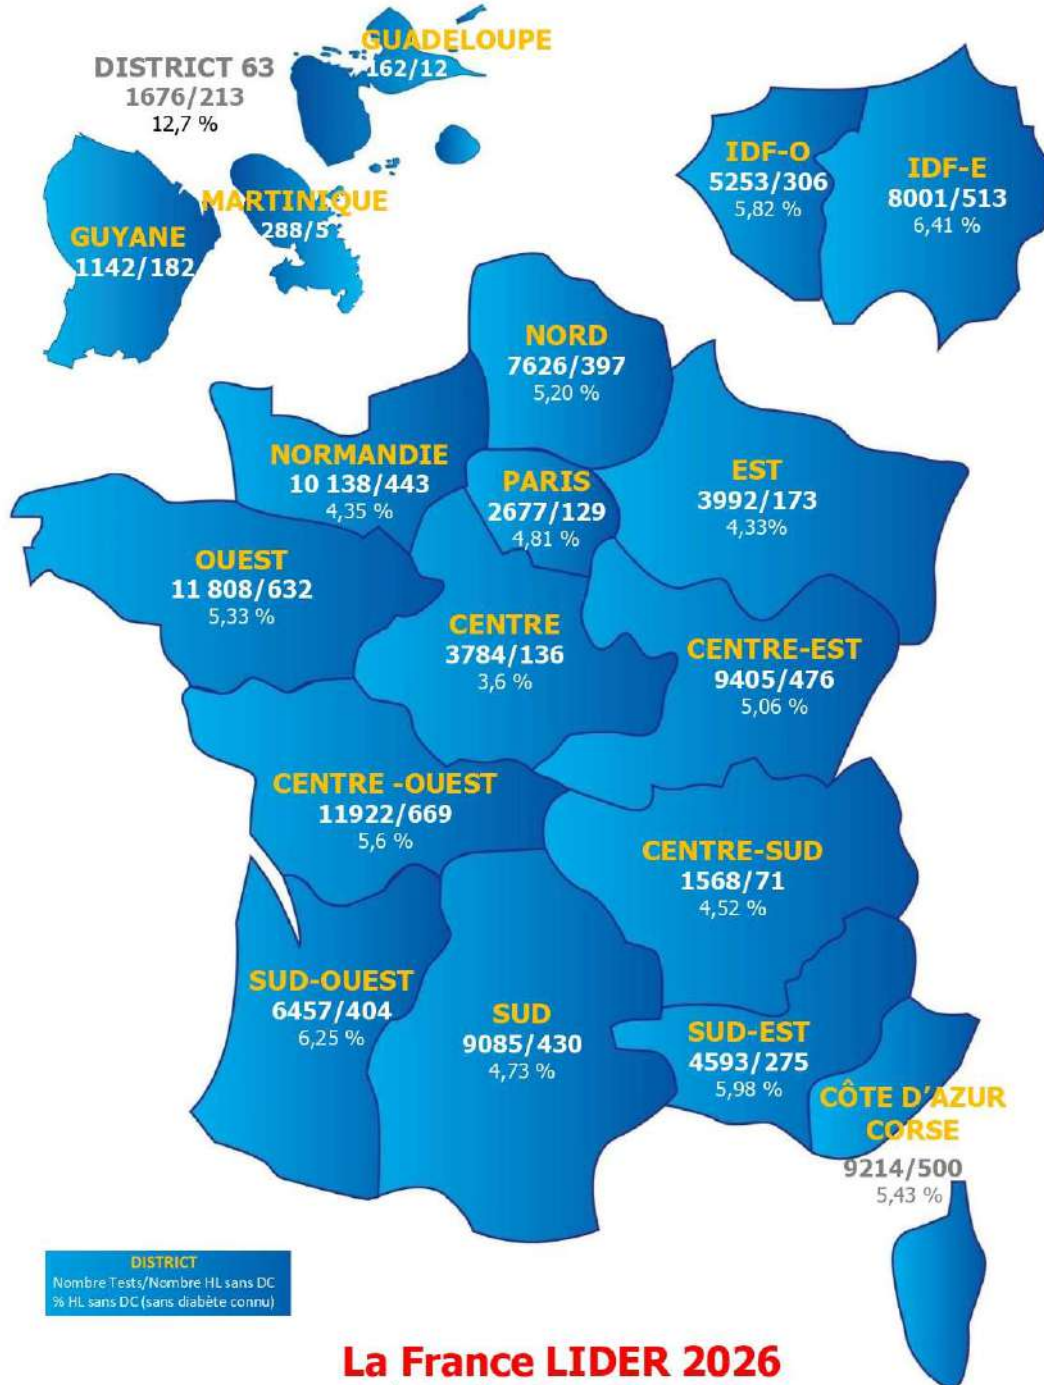 GUADELOUPE
162/12
DISTRICT 63
1676/213
12,7 %
MARTINIQUE
288/5
GUYANE
1142/182
IDF-O
5253/306
5,82 %
IDF-E
8001/513
6,41 %
NORD
7626/397
5,20 %
NORMANDIE
10 138/443
4,35 %
PARIS
2677/129
4,81 %
EST
3992/173
4,33%
OUEST
11 808/632
5,33 %
CENTRE
3784/136
3,6 %
CENTRE-EST
9405/476
5,06 %
CENTRE -OUEST
11922/669
5,6 %
CENTRE-SUD
1568/71
4,52 %
SUD-OUEST
6457/404
6,25 %
SUD
9085/430
4,73 %
SUD-EST
4593/275
5,98 %
CÔTE D'AZUR
CORSE
9214/500
5,43 %
DISTRICT
Nombre Tests/Nombre HL sans DC
% HL sans DC (sans diabète connu)
La France LIDER 2026